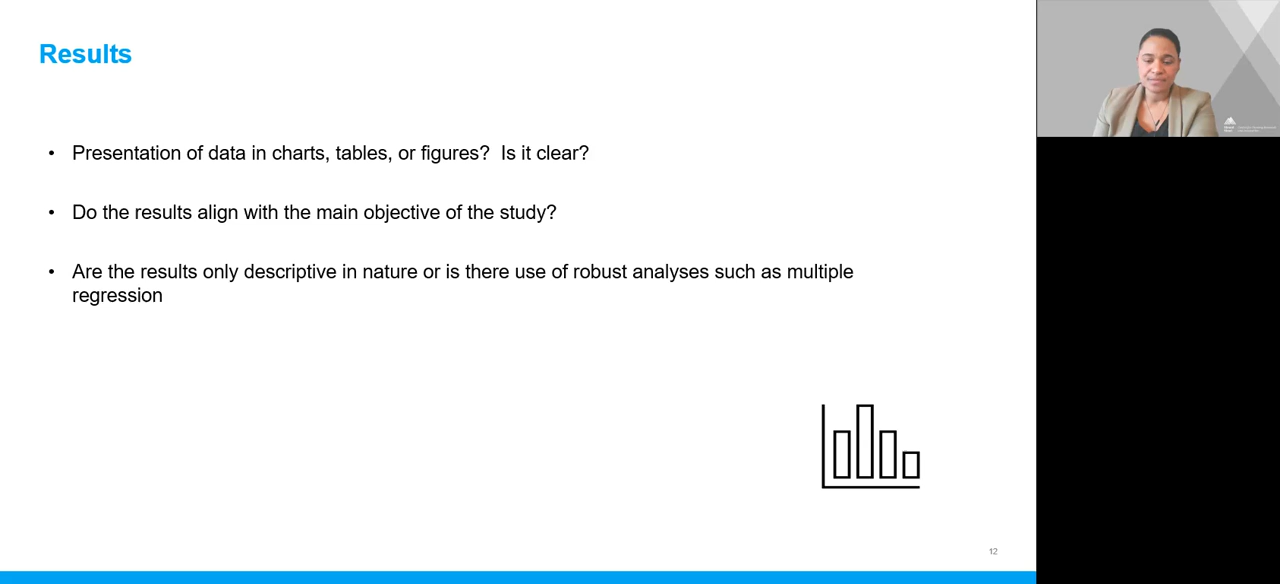 Results
• Presentation of data in charts, tables, or figures?  Is it clear?
• Do the results align with the main objective of the study?
• Are the results only descriptive in nature or is there use of robust analyses such as multiple
regression
12